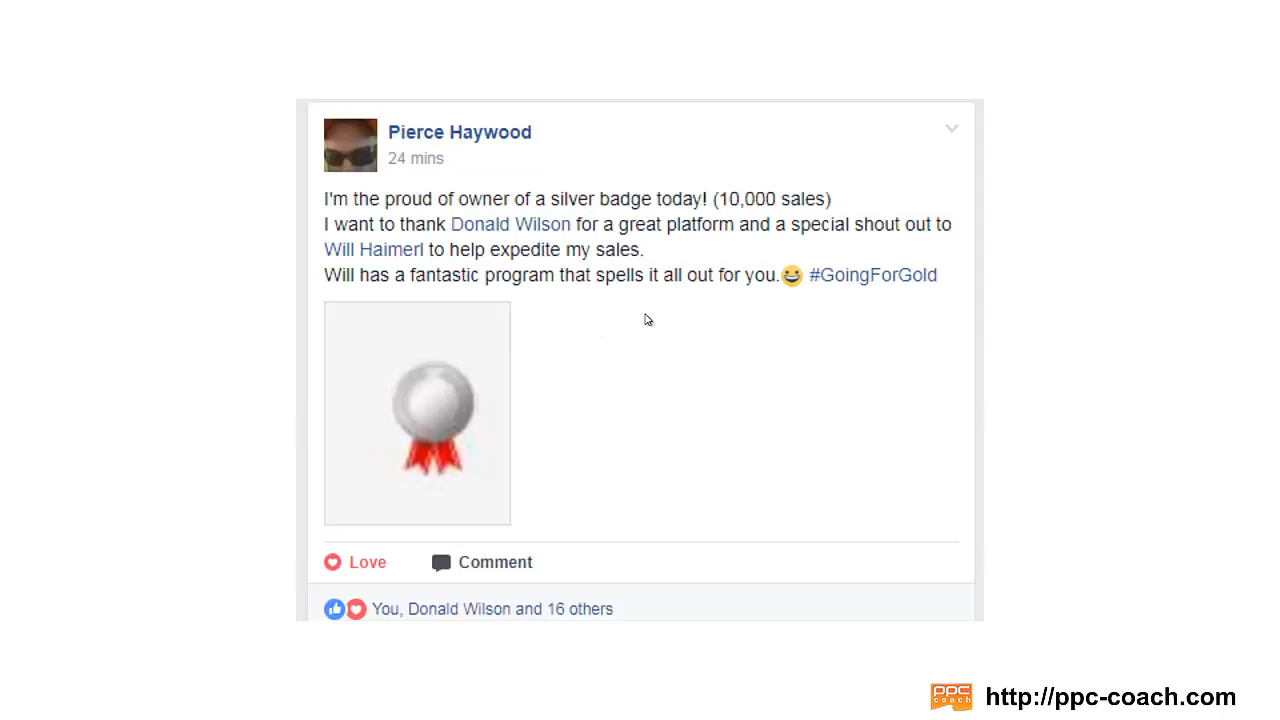 Pierce Haywood
24 mins
I'm the proud of owner of a silver badge today! (10,000 sales)
I want to thank Donald Wilson for a great platform and a special shout out to
Will Haimerl to help expedite my sales.
Will has a fantastic program that spells it all out for you.😀 #GoingForGold
Love Comment
You, Donald Wilson and 16 others
PPC coach http://ppc-coach.com